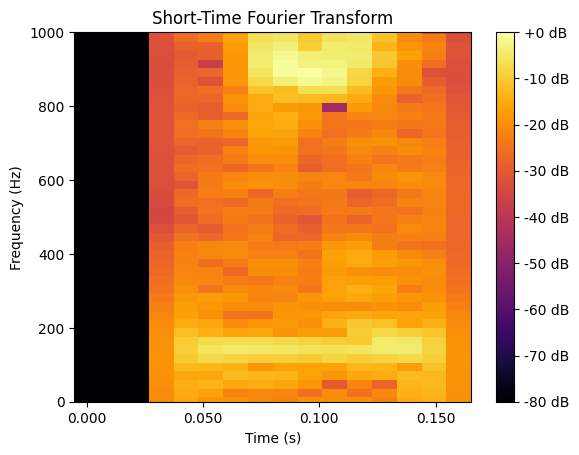 Short-Time Fourier Transform
1000
800
600
400
200
0
Frequency (Hz)
0.000
0.050
0.100
0.150
Time (s)
+0 dB
-10 dB
-20 dB
-30 dB
-40 dB
-50 dB
-60 dB
-70 dB
-80 dB